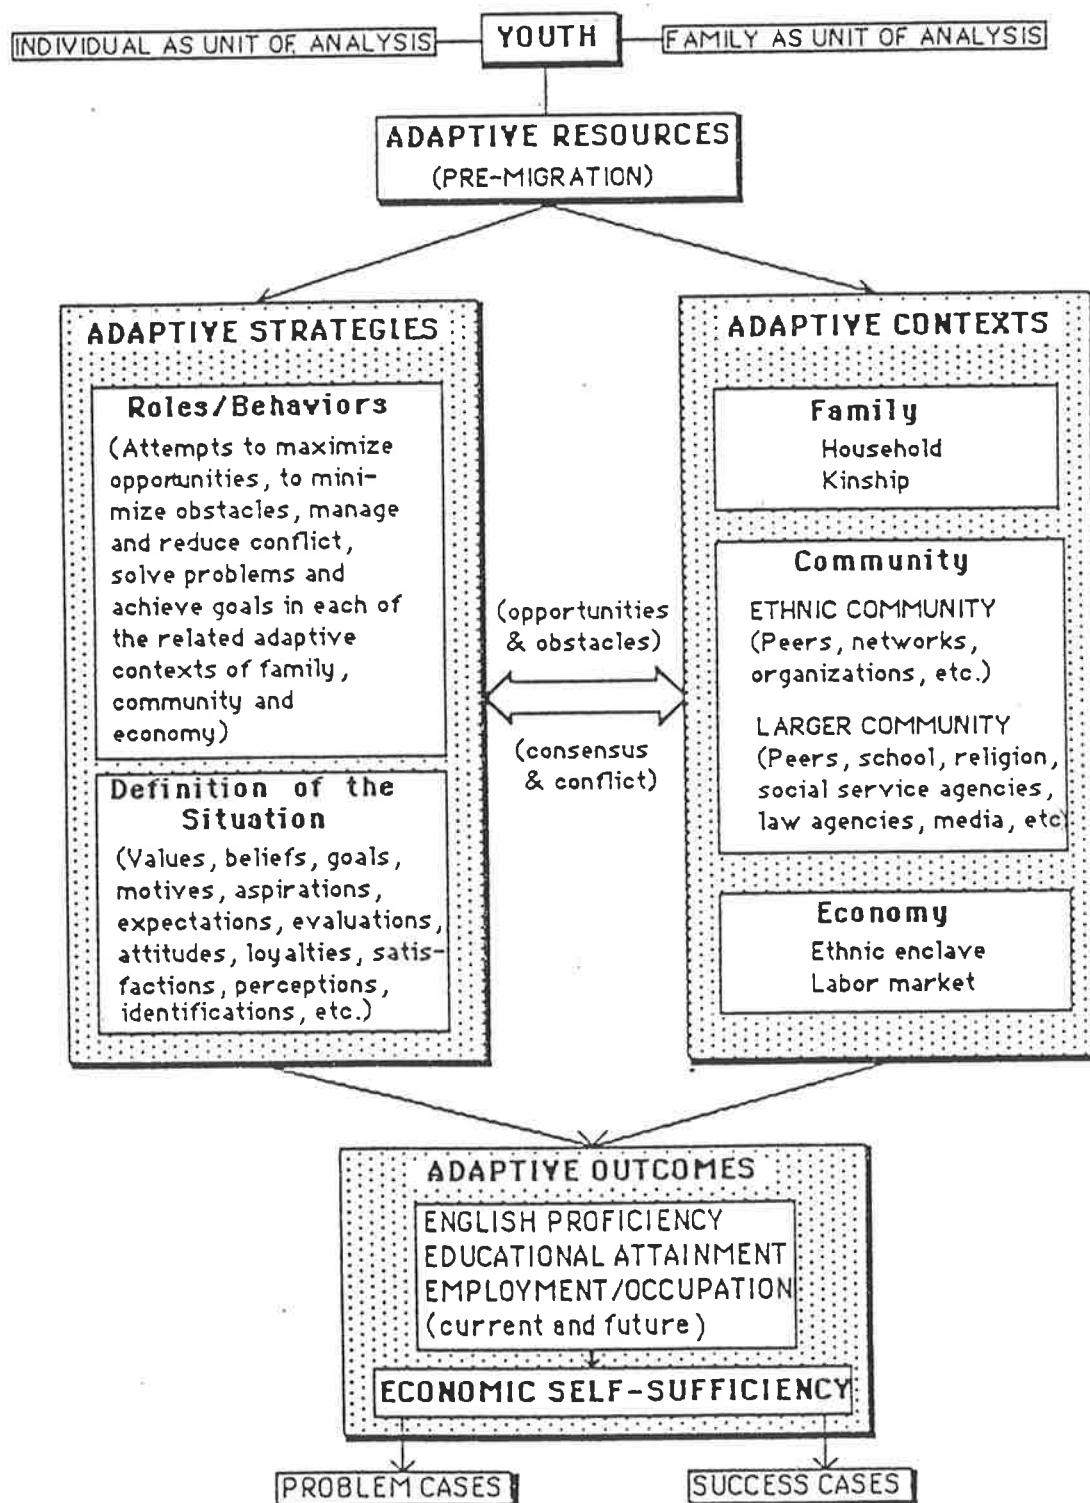 INDIVIDUAL AS UNIT OF ANALYSIS
YOUTH
FAMILY AS UNIT OF ANALYSIS
ADAPTIVE RESOURCES
(PRE-MIGRATION)
ADAPTIVE STRATEGIES
Roles/Behaviors
(Attempts to maximize
opportunities, to mini-
mize obstacles, manage
and reduce conflict,
solve problems and
achieve goals in each of
the related adaptive
contexts of family,
community and
economy)
Definition of the
Situation
(Values, beliefs, goals,
motives, aspirations,
expectations, evaluations,
attitudes, loyalties, satis-
factions, perceptions,
identifications, etc.)
(opportunities
& obstacles)
(consensus
& conflict)
ADAPTIVE CONTEXTS
Family
Household
Kinship
Community
ETHNIC COMMUNITY
(Peers, networks,
organizations, etc.)
LARGER COMMUNITY
(Peers, school, religion,
social service agencies,
law agencies, media, etc)
Economy
Ethnic enclave
Labor market
ADAPTIVE OUTCOMES
ENGLISH PROFICIENCY
EDUCATIONAL ATTAINMENT
EMPLOYMENT/OCCUPATION
(current and future)
ECONOMIC SELF-SUFFICIENCY
PROBLEM CASES
SUCCESS CASES